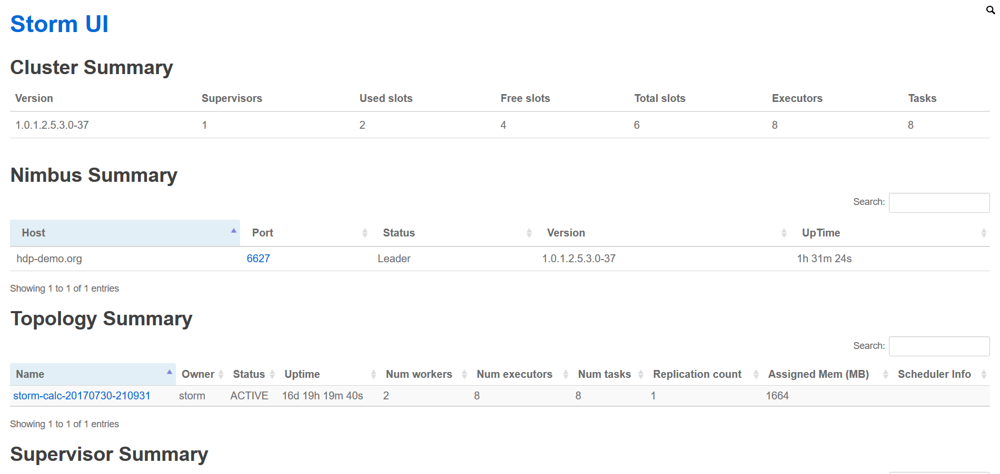 Storm UI
Cluster Summary
Version Supervisors Used slots Free slots Total slots Executors Tasks
1.0.1.2.5.3.0-37 1 2 4 6 8 8
Nimbus Summary
Search:
Host Port Status Version UpTime
hdp-demo.org 6627 Leader 1.0.1.2.5.3.0-37 1h 31m 24s
Showing 1 to 1 of 1 entries
Topology Summary
Search:
Name Owner Status Uptime Num workers Num executors Num tasks Replication count Assigned Mem (MB) Scheduler Info
storm-calc-20170730-210931 storm ACTIVE 16d 19h 19m 40s 2 8 8 1 1664
Showing 1 to 1 of 1 entries
Supervisor Summary